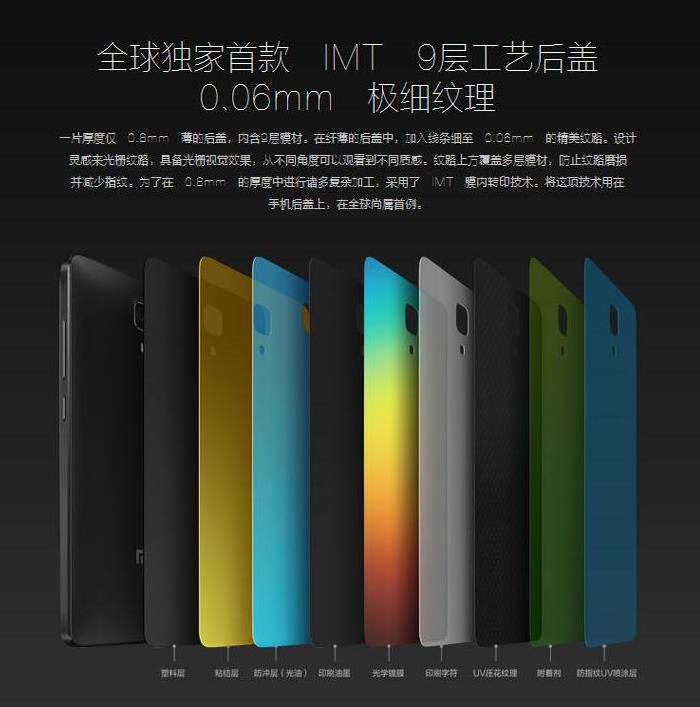 全球独家首款 IMT 9层工艺后盖
0.06mm 极细纹理
一片厚度仅 0.8mm 薄的后盖，内含9层膜材。在纤薄的后盖中，加入线条细至 0.06mm 的精美纹路。设计
灵感来光栅纹路，具备光栅视觉效果，从不同角度可以观看到不同质感。纹路上方覆盖多层膜材，防止纹路磨损
并减少指纹。为了在 0.8mm 的厚度中进行诸多复杂加工，采用了 IMT 膜内转印技术。将这项技术用在
手机后盖上，在全球尚属首例。
塑料层 粘结层 防冲层（光油） 印刷油墨 光学镀膜 印刷字符 UV压花纹理 附着剂 防指纹UV喷涂层